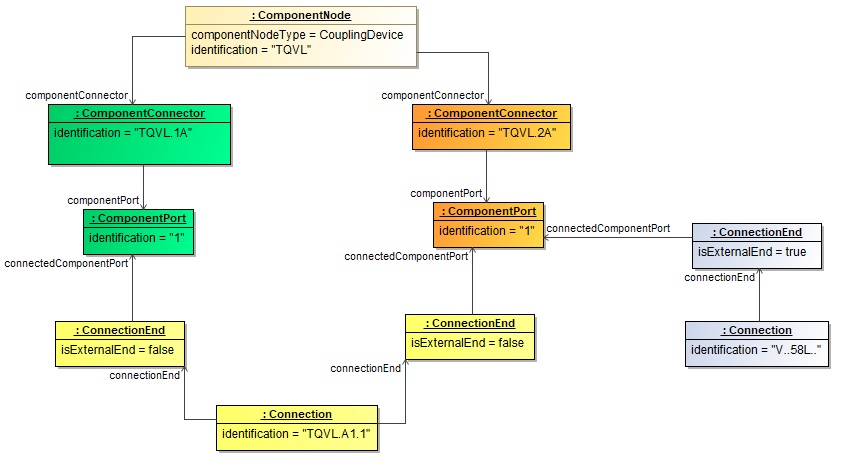 : ComponentNode
componentNodeType = CouplingDevice
identification = "TQVL"
componentConnector
componentConnector
: ComponentConnector
identification = "TQVL.1A"
: ComponentConnector
identification = "TQVL.2A"
componentPort
componentPort
: ComponentPort
identification = "1"
: ComponentPort
identification = "1"
connectedComponentPort
: ConnectionEnd
isExternalEnd = true
connectedComponentPort
connectedComponentPort
connectionEnd
: ConnectionEnd
isExternalEnd = false
: ConnectionEnd
isExternalEnd = false
: Connection
identification = "V..58L.."
connectionEnd
connectionEnd
: Connection
identification = "TQVL.A1.1"